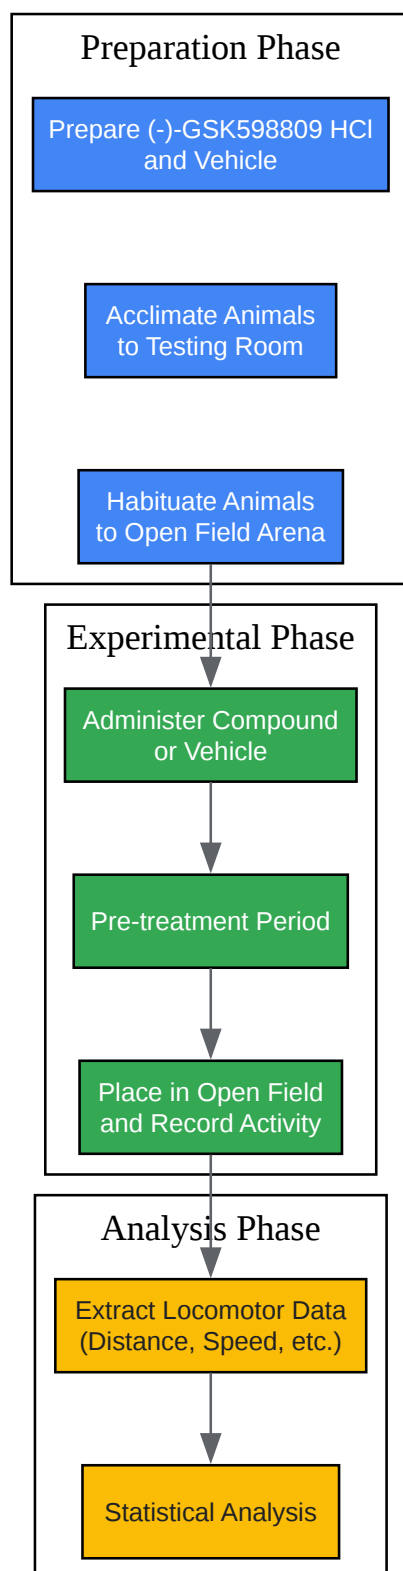 Preparation Phase
Prepare (-)-GSK598809 HCl
and Vehicle
Acclimate Animals
to Testing Room
Habituate Animals
to Open Field Arena
Experimental Phase
Administer Compound
or Vehicle
Pre-treatment Period
Place in Open Field
and Record Activity
Analysis Phase
Extract Locomotor Data
(Distance, Speed, etc.)
Statistical Analysis